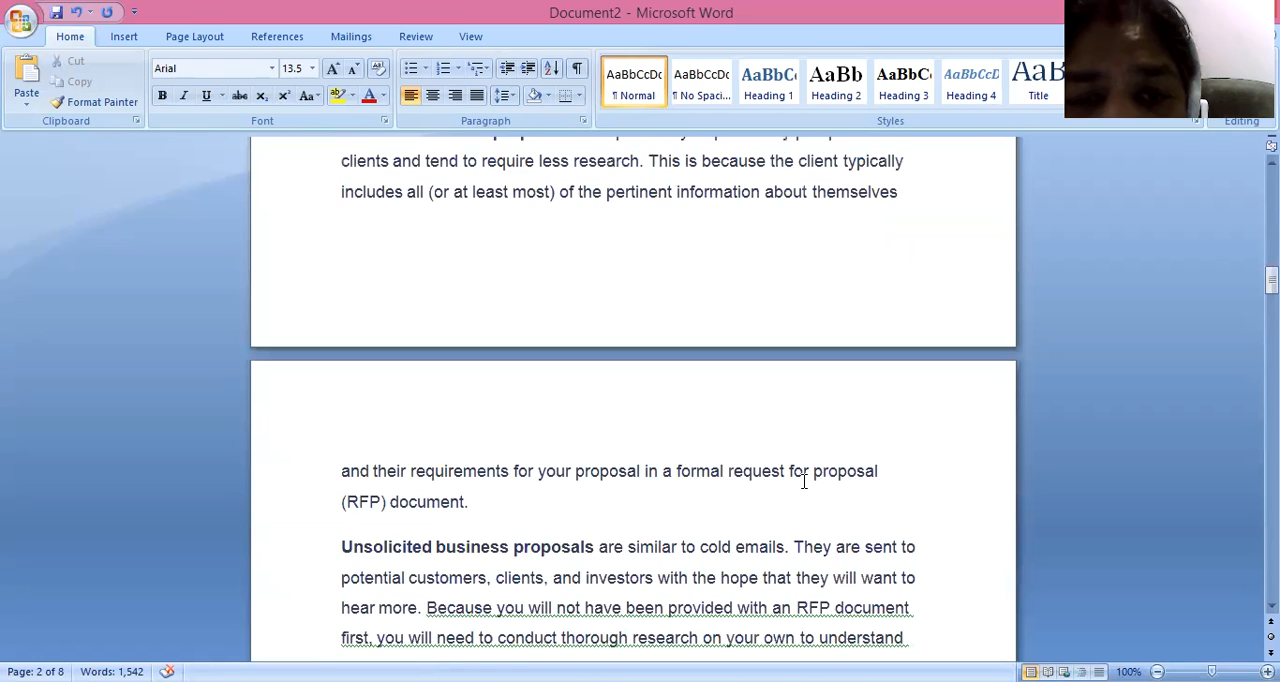 Document2 - Microsoft Word
Home Insert Page Layout References Mailings Review View
Paste
Cut
Copy
Format Painter
Clipboard
Arial 13.5
Font
Paragraph
AaBbCcDc AaBbCcDc AaBbC( AaBb AaBbC AaBbCcD AaB
¶ Normal ¶ No Spaci... Heading 1 Heading 2 Heading 3 Heading 4 Title
Styles
Editing
clients and tend to require less research. This is because the client typically
includes all (or at least most) of the pertinent information about themselves
and their requirements for your proposal in a formal request for proposal
(RFP) document.
Unsolicited business proposals are similar to cold emails. They are sent to
potential customers, clients, and investors with the hope that they will want to
hear more. Because you will not have been provided with an RFP document
first, you will need to conduct thorough research on your own to understand
Page: 2 of 8 Words: 1,542 100%